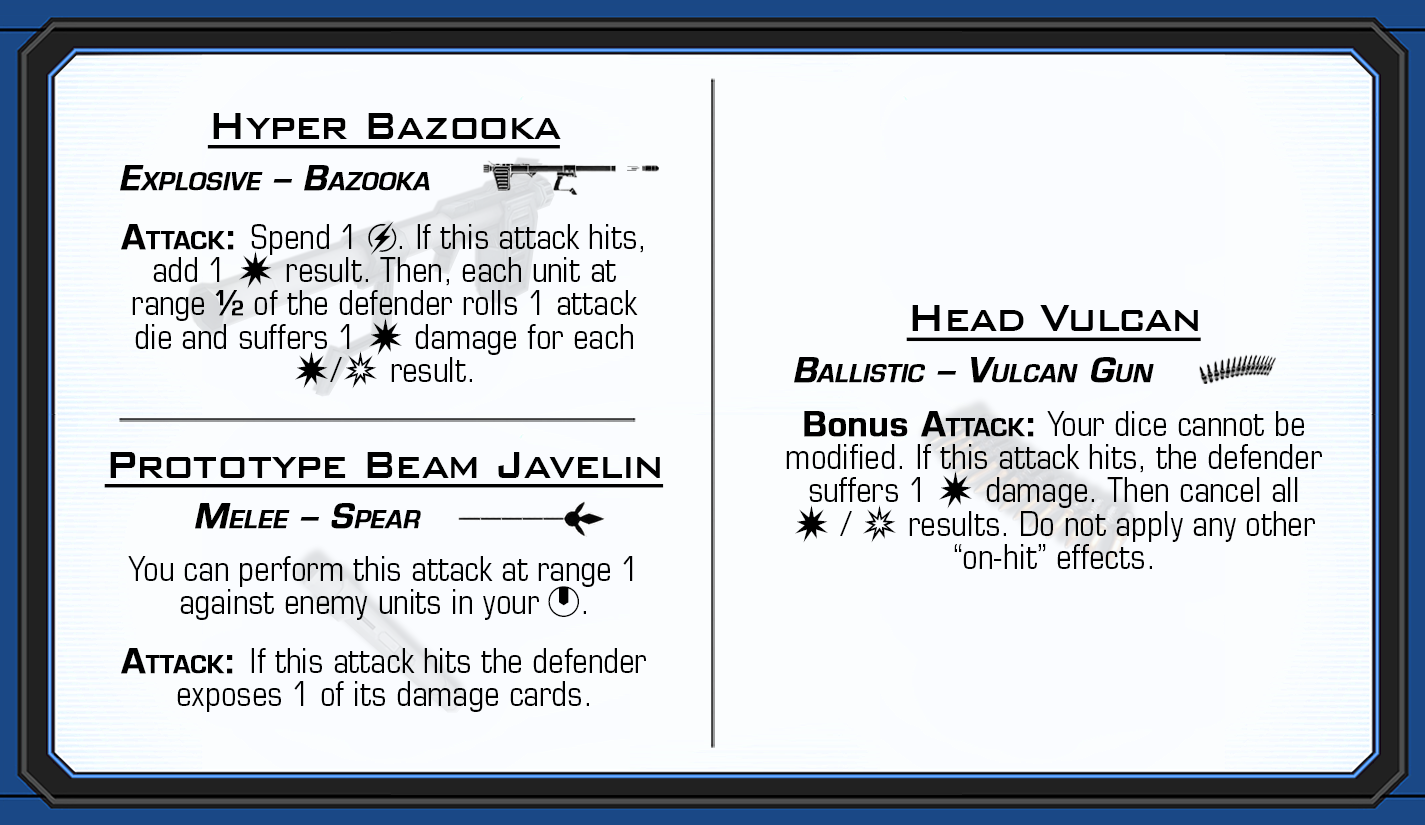 HYPER BAZOOKA
EXPLOSIVE – BAZOOKA
ATTACK: Spend 1 . If this attack hits,
add 1 result. Then, each unit at
range ½ of the defender rolls 1 attack
die and suffers 1 damage for each
/ result.
PROTOTYPE BEAM JAVELIN
MELEE – SPEAR
You can perform this attack at range 1
against enemy units in your .
ATTACK: If this attack hits the defender
exposes 1 of its damage cards.
HEAD VULCAN
BALLISTIC – VULCAN GUN
Bonus ATTACK: Your dice cannot be
modified. If this attack hits, the defender
suffers 1 damage. Then cancel all
/ results. Do not apply any other
“on-hit” effects.